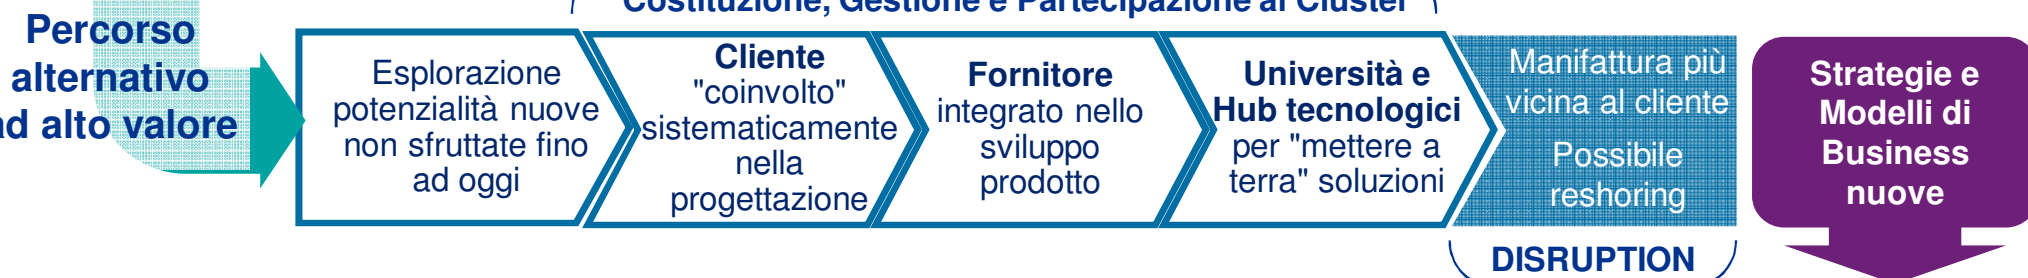 Costituzione, Gestione e Partecipazione al Cluster
Percorso
alternativo
ad alto valore
Esplorazione
potenzialità nuove
non sfruttate fino
ad oggi
Cliente
"coinvolto"
sistematicamente
nella
progettazione
Fornitore
integrato nello
sviluppo
prodotto
Università e
Hub tecnologici
per "mettere a
terra" soluzioni
Manifattura più
vicina al cliente
Possibile
reshoring
DISRUPTION
Strategie e
Modelli di
Business
nuove